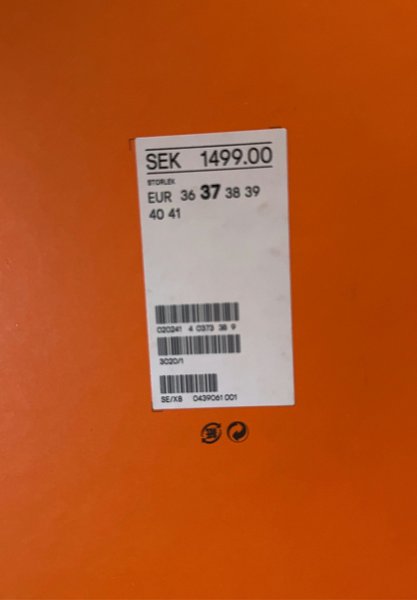 SEK 1499.00
STORLEK
EUR 36 37 38 39
40 41
020241 4 0373 38 9
3020/1
SE/XB 0439061 001